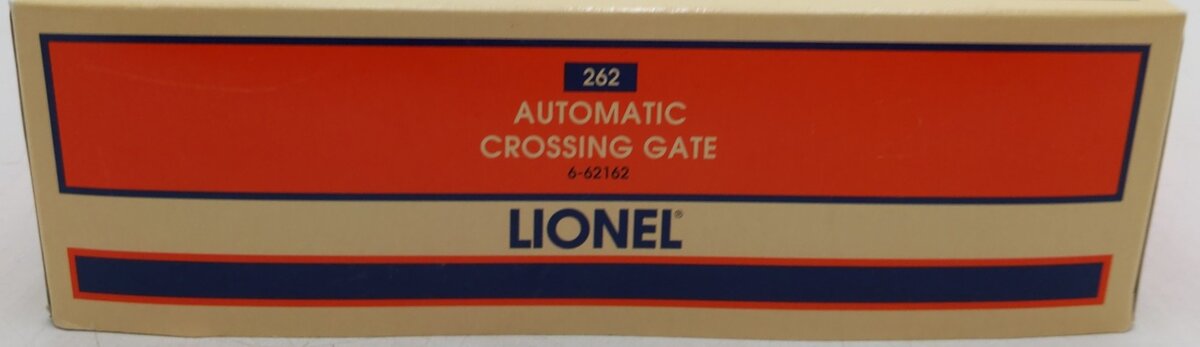 262
AUTOMATIC
CROSSING GATE
6-62162
LIONEL®